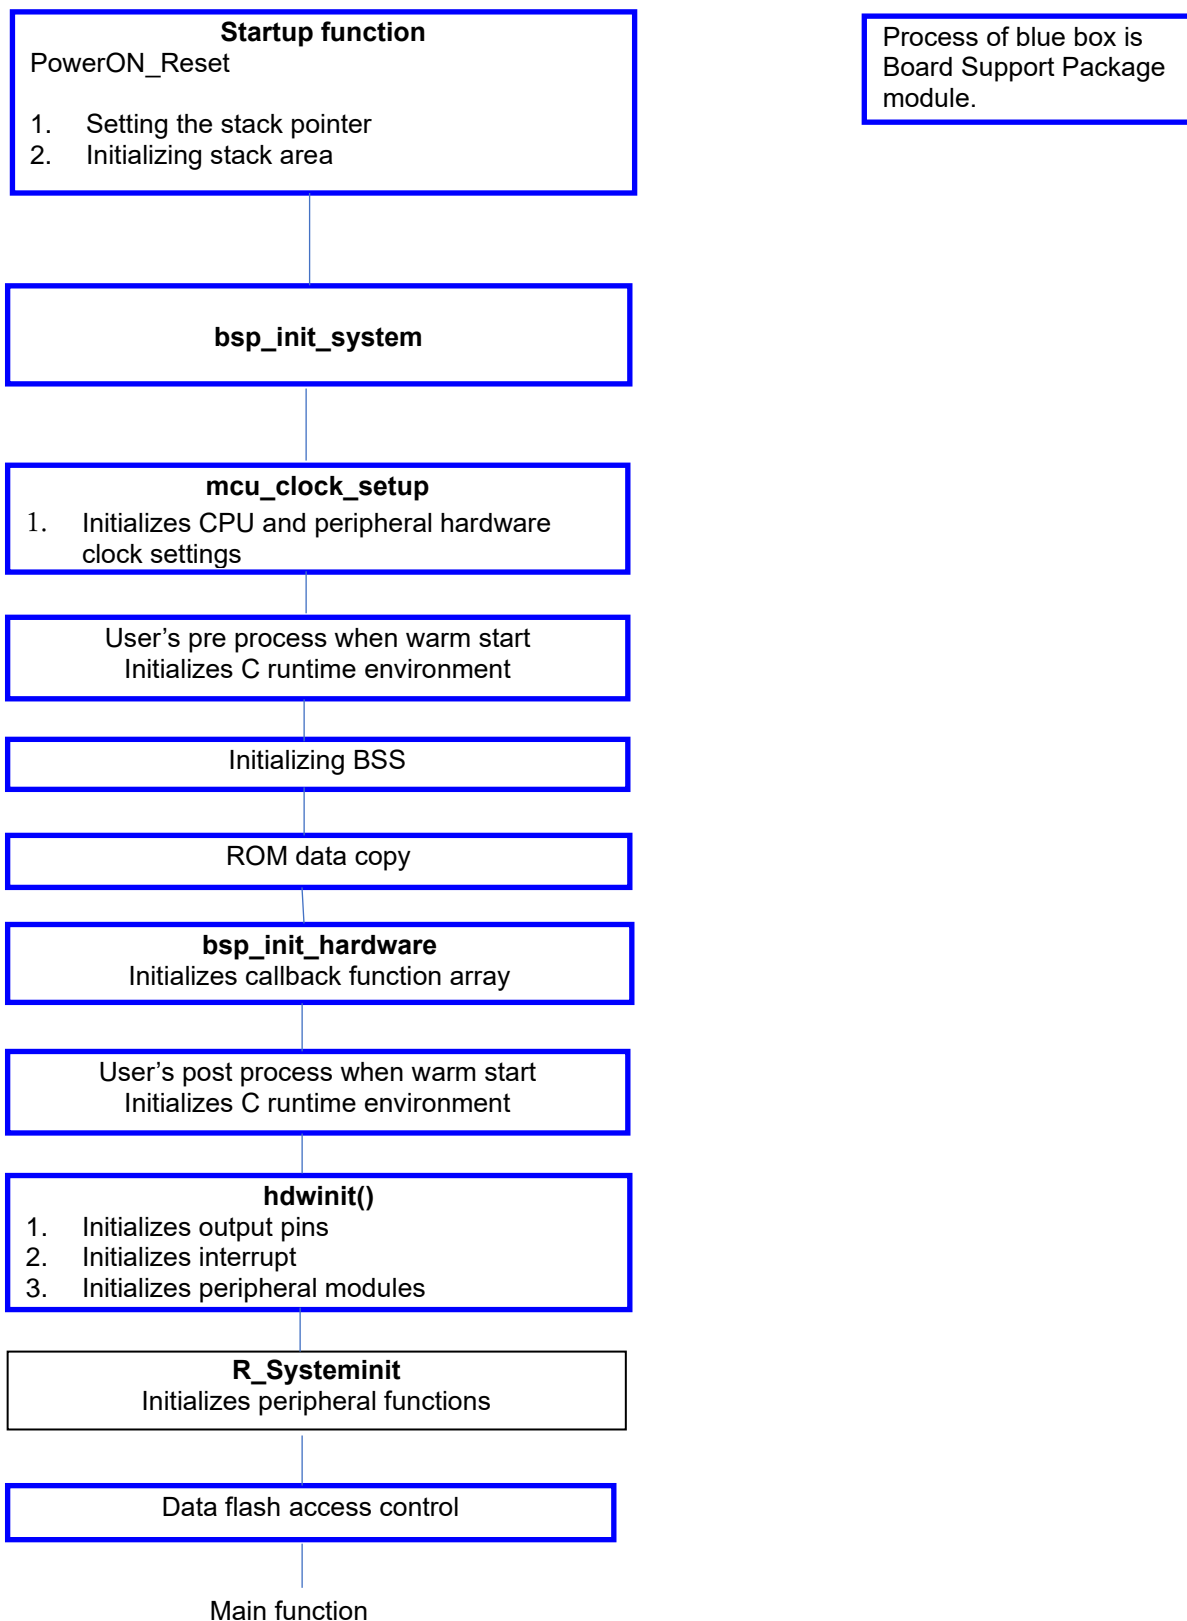 Startup function
PowerON_Reset
1. Setting the stack pointer
2. Initializing stack area
Process of blue box is
Board Support Package
module.
bsp_init_system
mcu_clock_setup
1. Initializes CPU and peripheral hardware
clock settings
User’s pre process when warm start
Initializes C runtime environment
Initializing BSS
ROM data copy
bsp_init_hardware
Initializes callback function array
User’s post process when warm start
Initializes C runtime environment
hdwinit()
1. Initializes output pins
2. Initializes interrupt
3. Initializes peripheral modules
R_Systeminit
Initializes peripheral functions
Data flash access control
Main function